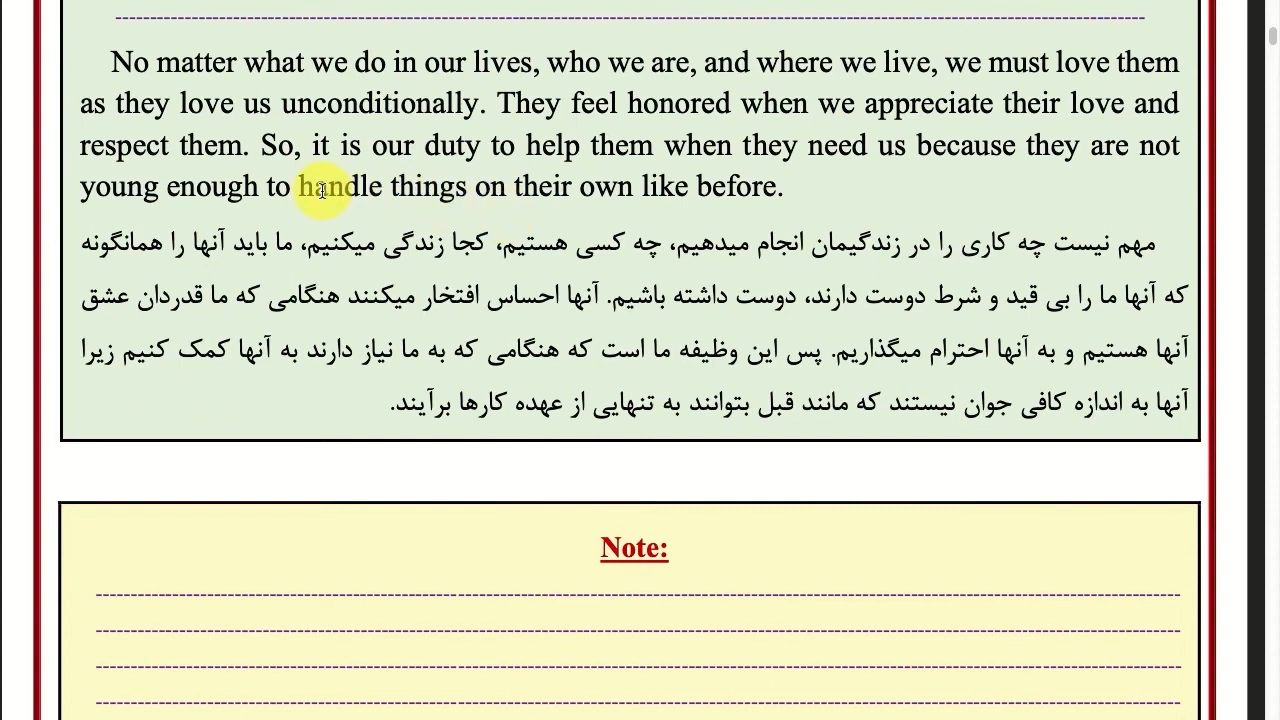 No matter what we do in our lives, who we are, and where we live, we must love them
as they love us unconditionally. They feel honored when we appreciate their love and
respect them. So, it is our duty to help them when they need us because they are not
young enough to handle things on their own like before.
مهم نیست چه کاری را در زندگیمان انجام میدهیم، چه کسی هستیم، کجا زندگی میکنیم، ما باید آنها را همانگونه
که آنها ما را بی قید و شرط دوست دارند، دوست داشته باشیم. آنها احساس افتخار میکنند هنگامی که ما قدردان عشق
آنها هستیم و به آنها احترام میگذاریم. پس این وظیفه ما است که هنگامی که به ما نیاز دارند به آنها کمک کنیم زیرا
آنها به اندازه کافی جوان نیستند که مانند قبل بتوانند به تنهایی از عهده کارها برآیند.
Note: